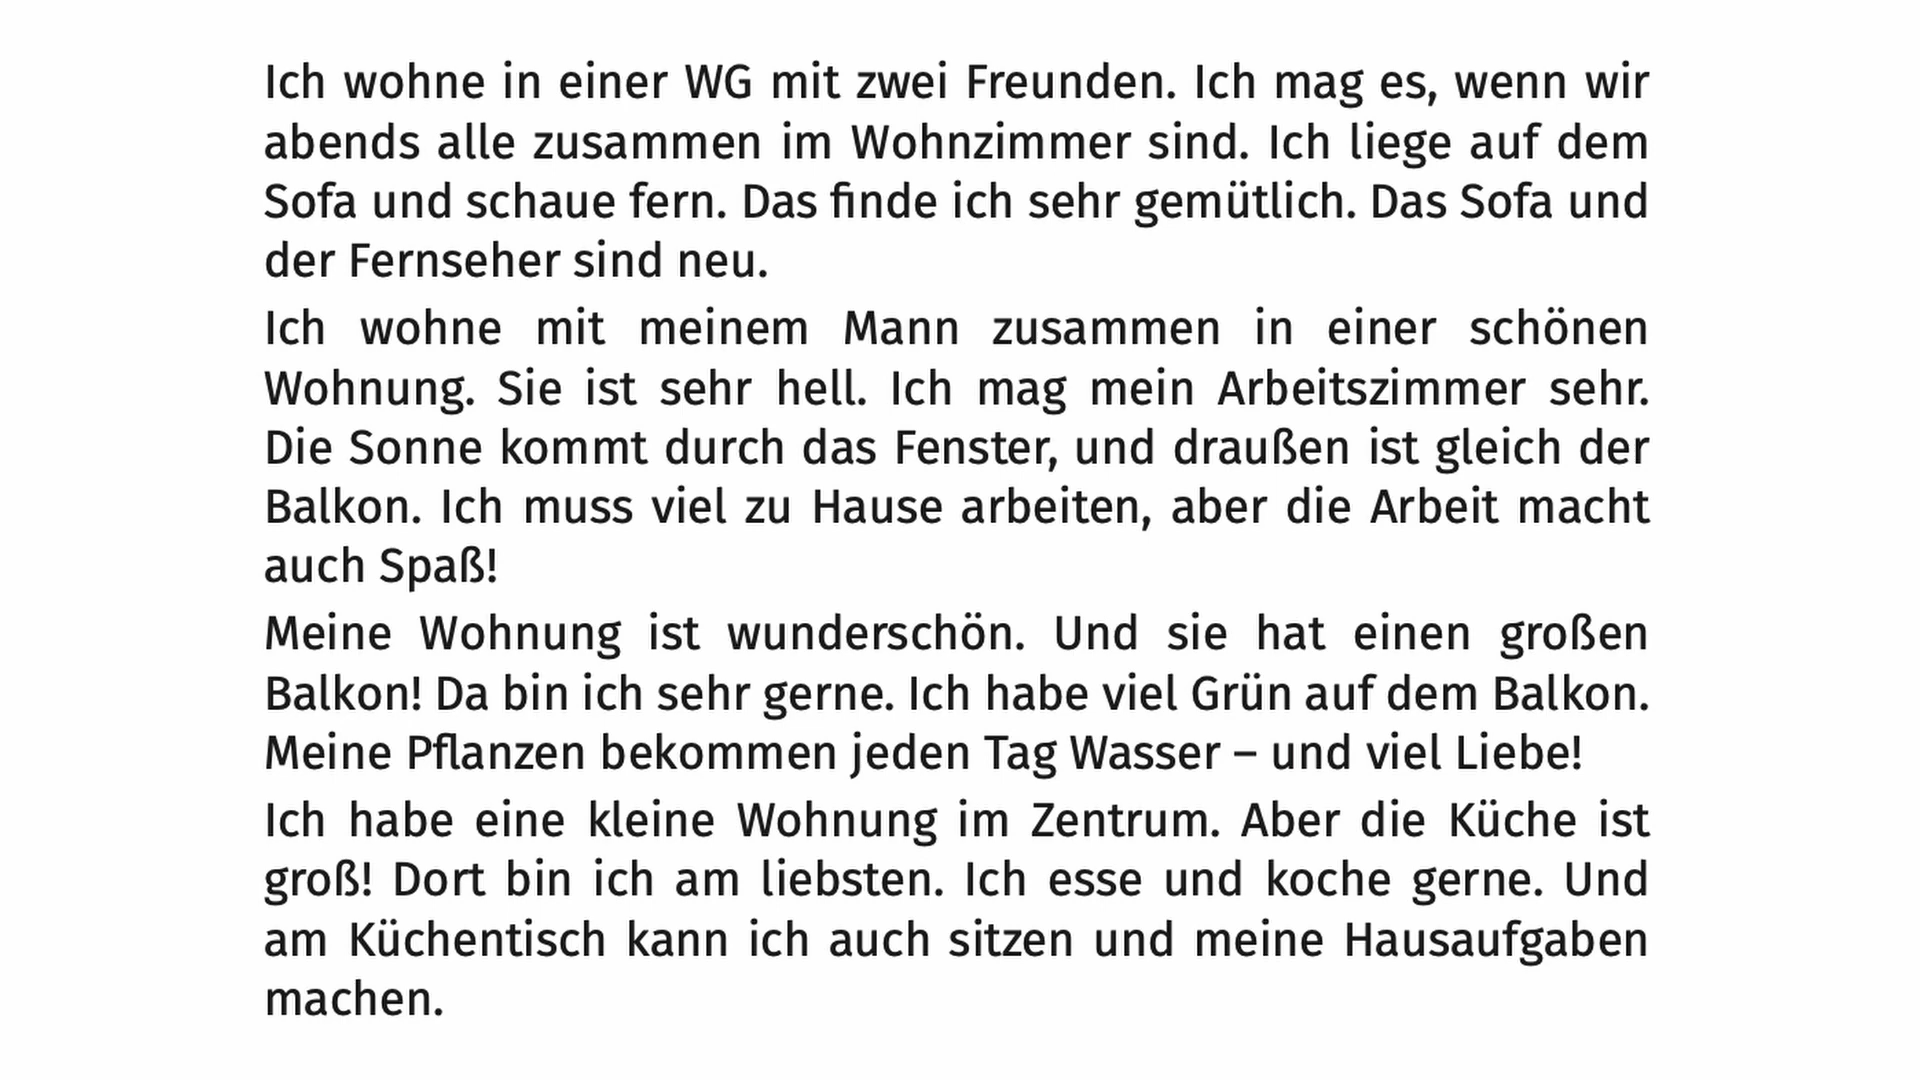 Ich wohne in einer WG mit zwei Freunden. Ich mag es, wenn wir
abends alle zusammen im Wohnzimmer sind. Ich liege auf dem
Sofa und schaue fern. Das finde ich sehr gemütlich. Das Sofa und
der Fernseher sind neu.
Ich wohne mit meinem Mann zusammen in einer schönen
Wohnung. Sie ist sehr hell. Ich mag mein Arbeitszimmer sehr.
Die Sonne kommt durch das Fenster, und draußen ist gleich der
Balkon. Ich muss viel zu Hause arbeiten, aber die Arbeit macht
auch Spaß!
Meine Wohnung ist wunderschön. Und sie hat einen großen
Balkon! Da bin ich sehr gerne. Ich habe viel Grün auf dem Balkon.
Meine Pflanzen bekommen jeden Tag Wasser – und viel Liebe!
Ich habe eine kleine Wohnung im Zentrum. Aber die Küche ist
groß! Dort bin ich am liebsten. Ich esse und koche gerne. Und
am Küchentisch kann ich auch sitzen und meine Hausaufgaben
machen.